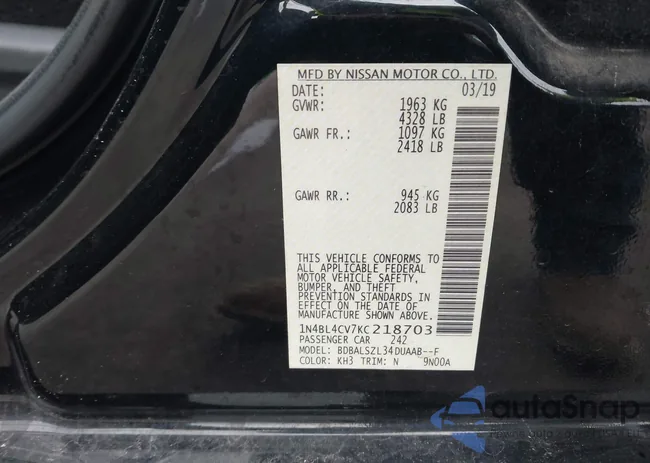 MFD BY NISSAN MOTOR CO., LTD.
DATE: 03/19
GVWR: 1963 KG
4328 LB
GAWR FR.: 1097 KG
2418 LB
GAWR RR.: 945 KG
2083 LB
THIS VEHICLE CONFORMS TO
ALL APPLICABLE FEDERAL
MOTOR VEHICLE SAFETY,
BUMPER, AND THEFT
PREVENTION STANDARDS IN
EFFECT ON THE DATE OF
MANUFACTURE SHOWN ABOVE.
1N4BL4CV7KC218703
PASSENGER CAR 242
MODEL: BDBALSZL34DUAAB--F
COLOR: KH3 TRIM: N 9N00A
autoSnap